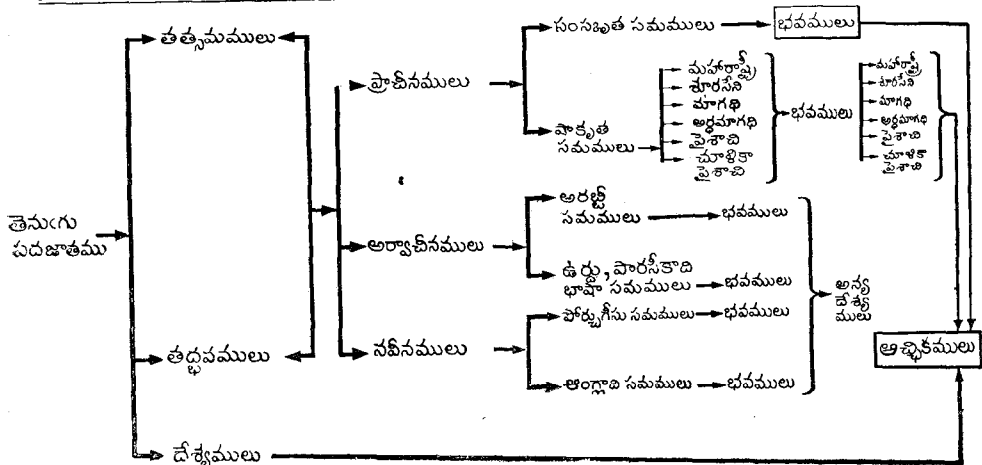 తత్సమములు
సంసబృత సమములు
భవములు
ప్రాచీనములు
మహారాష్ట్రీ
శూరసేని
మాగధి
అర్ధమాగధి
పైశాచి
చూళికా
పైశాచి
ప్రాకృత
సమములు
భవములు
మహారాష్ట్రీ
శూరసేని
మాగధి
అర్ధమాగధి
పైశాచి
చూళికా
పైశాచి
తెనుఁగు
పదజాతము
అర్వాచీనములు
అరబ్బీ
సమములు
భవములు
ఉర్దు, పారసీకాది
భాషా సమములు
భవములు
అన్య
దేశ్య
ములు
తద్భవములు
నవీనములు
పోర్చుగీసు సమములు
భవములు
ఆంగ్లాది సమములు
భవములు
ఆచ్ఛికములు
దేశ్యములు